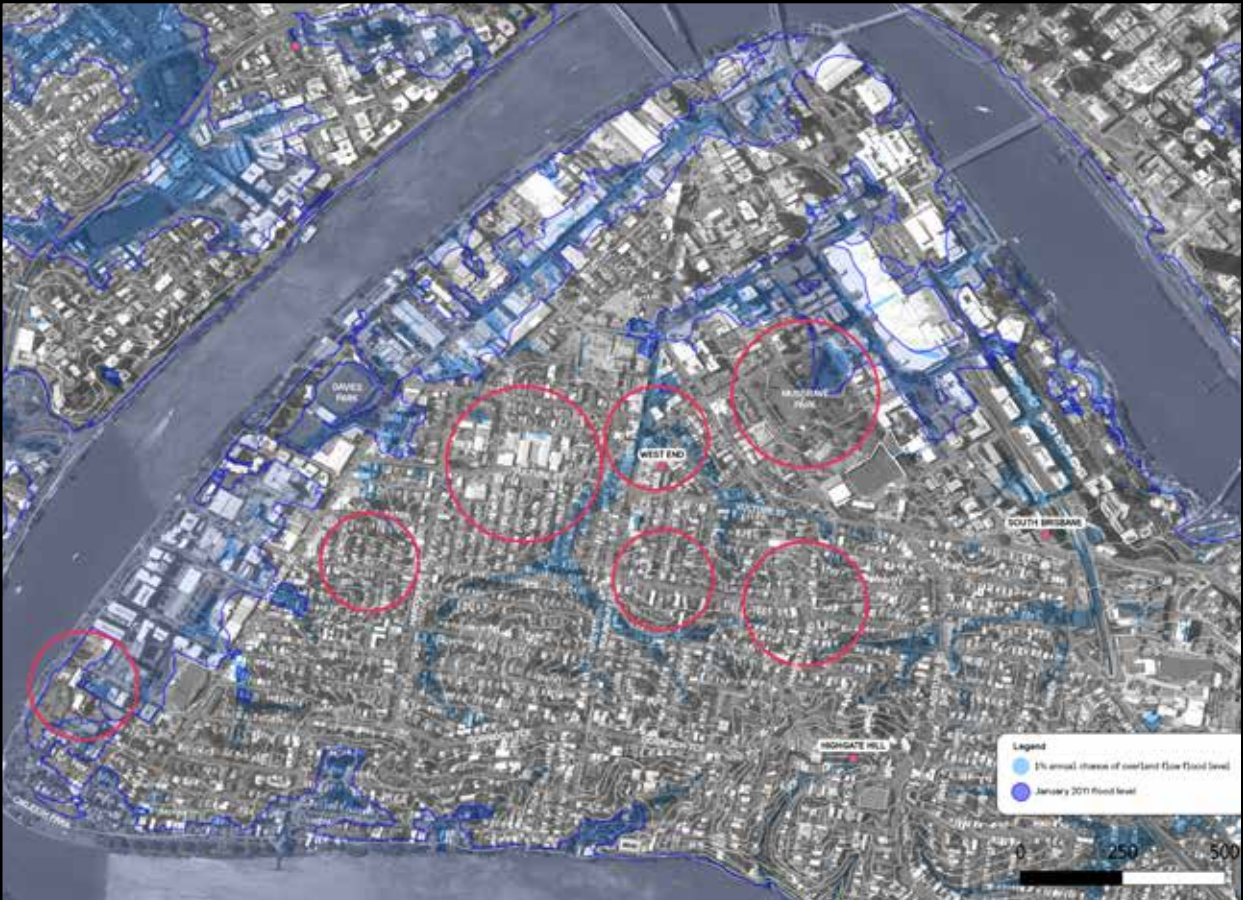 DAVIES
PARK
MUSGRAVE
PARK
WEST END
SOUTH BRISBANE
HIGHGATE HILL
Legend
1% annual chance of overland flow flood level
January 2011 flood level
0 250 500